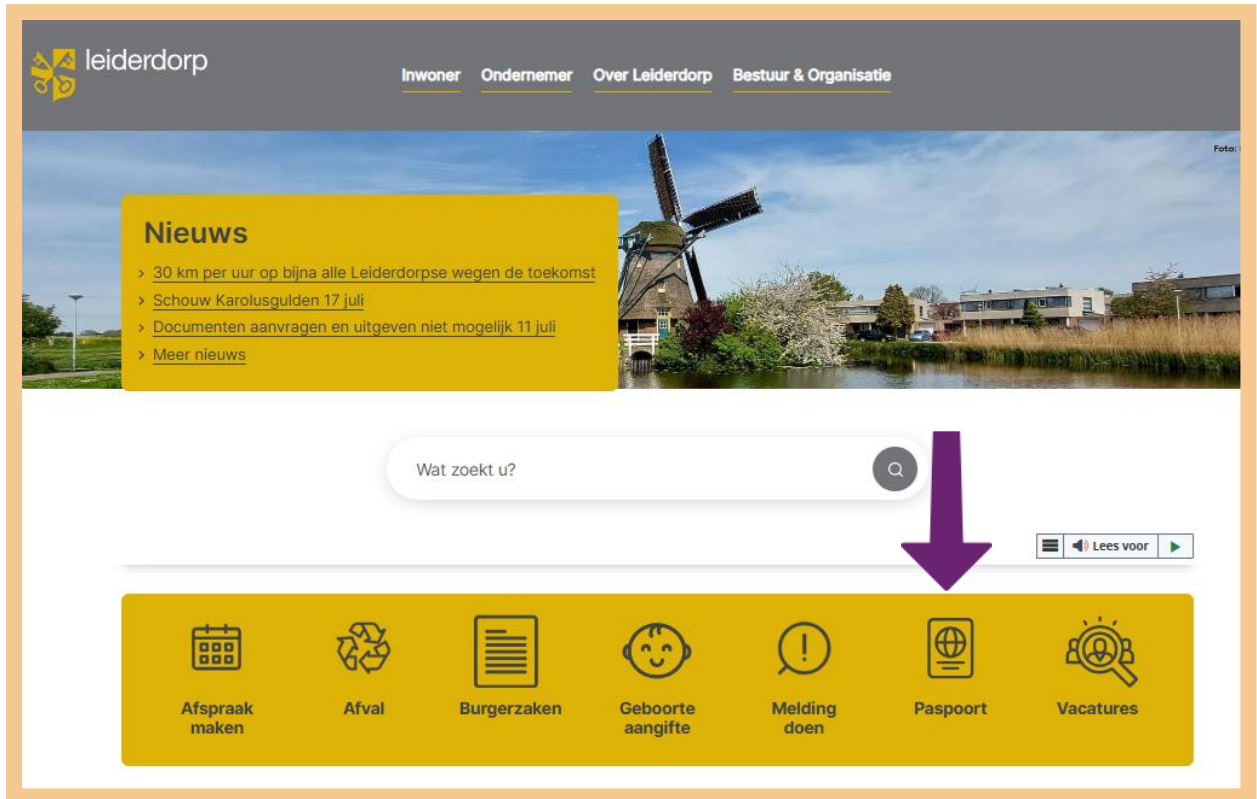 leiderdorp
Inwoner Ondernemer Over Leiderdorp Bestuur & Organisatie
Foto:
Nieuws
30 km per uur op bijna alle Leiderdorpse wegen de toekomst
Schouw Karolusgulden 17 juli
Documenten aanvragen en uitgeven niet mogelijk 11 juli
Meer nieuws
Wat zoekt u?
Lees voor
Afspraak maken
Afval
Burgerzaken
Geboorte aangifte
Melding doen
Paspoort
Vacatures